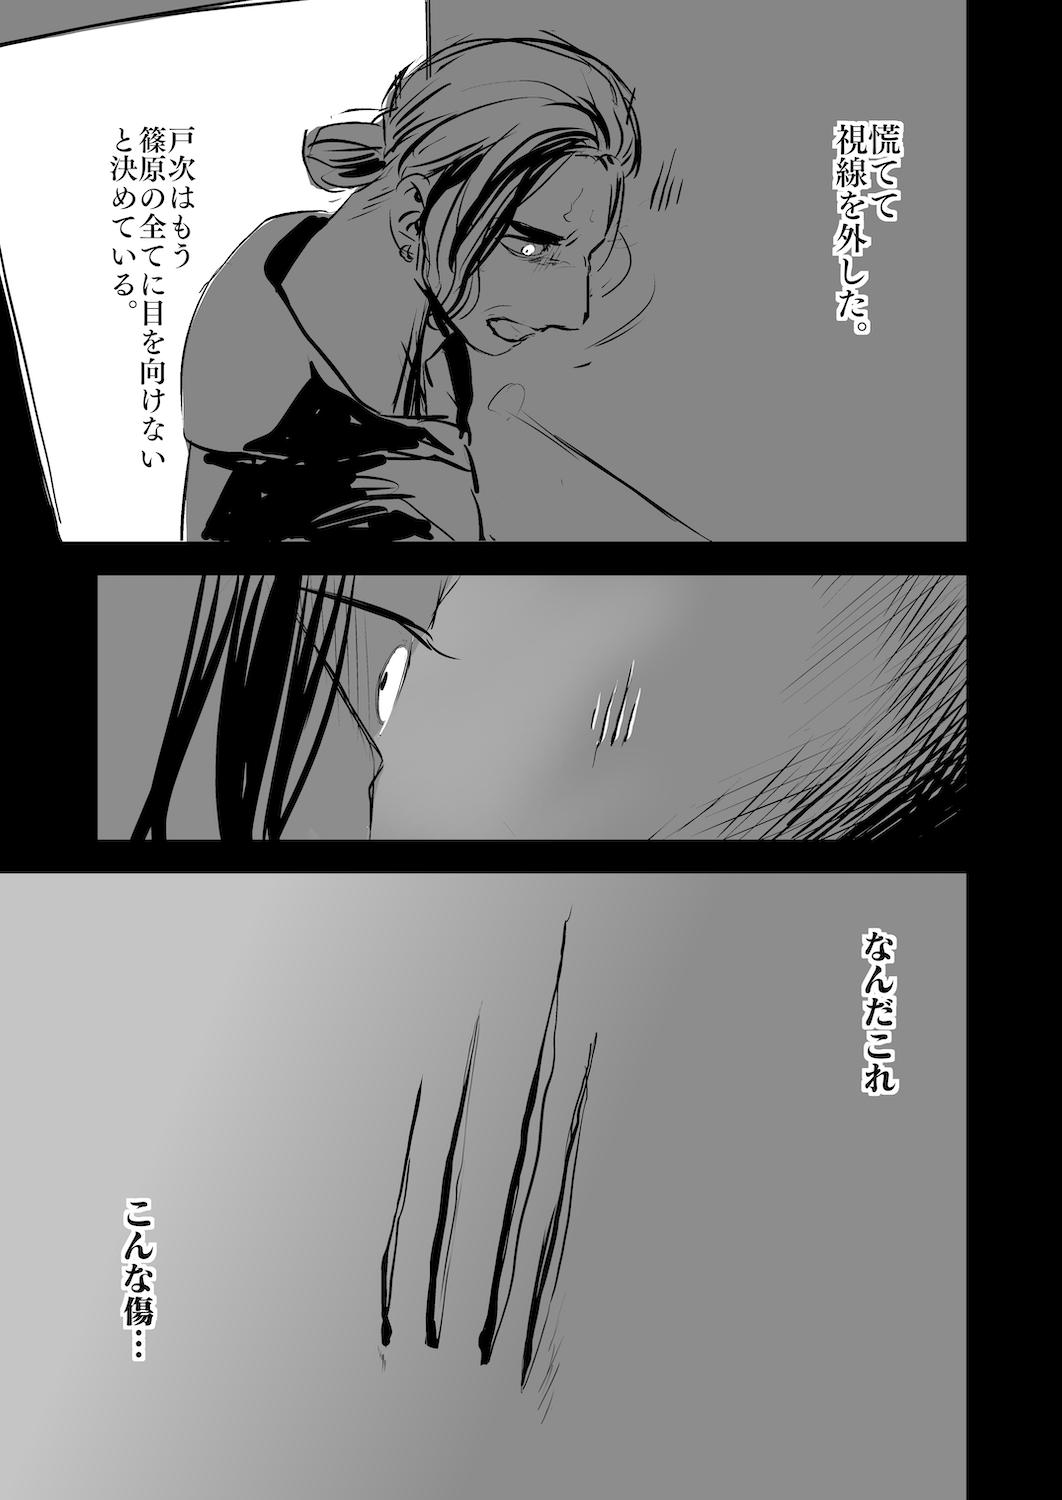 慌てて
視線を外した。
戸次はもう
篠原の全てに目を向けない
と決めている。
なんだこれ
こんな傷…